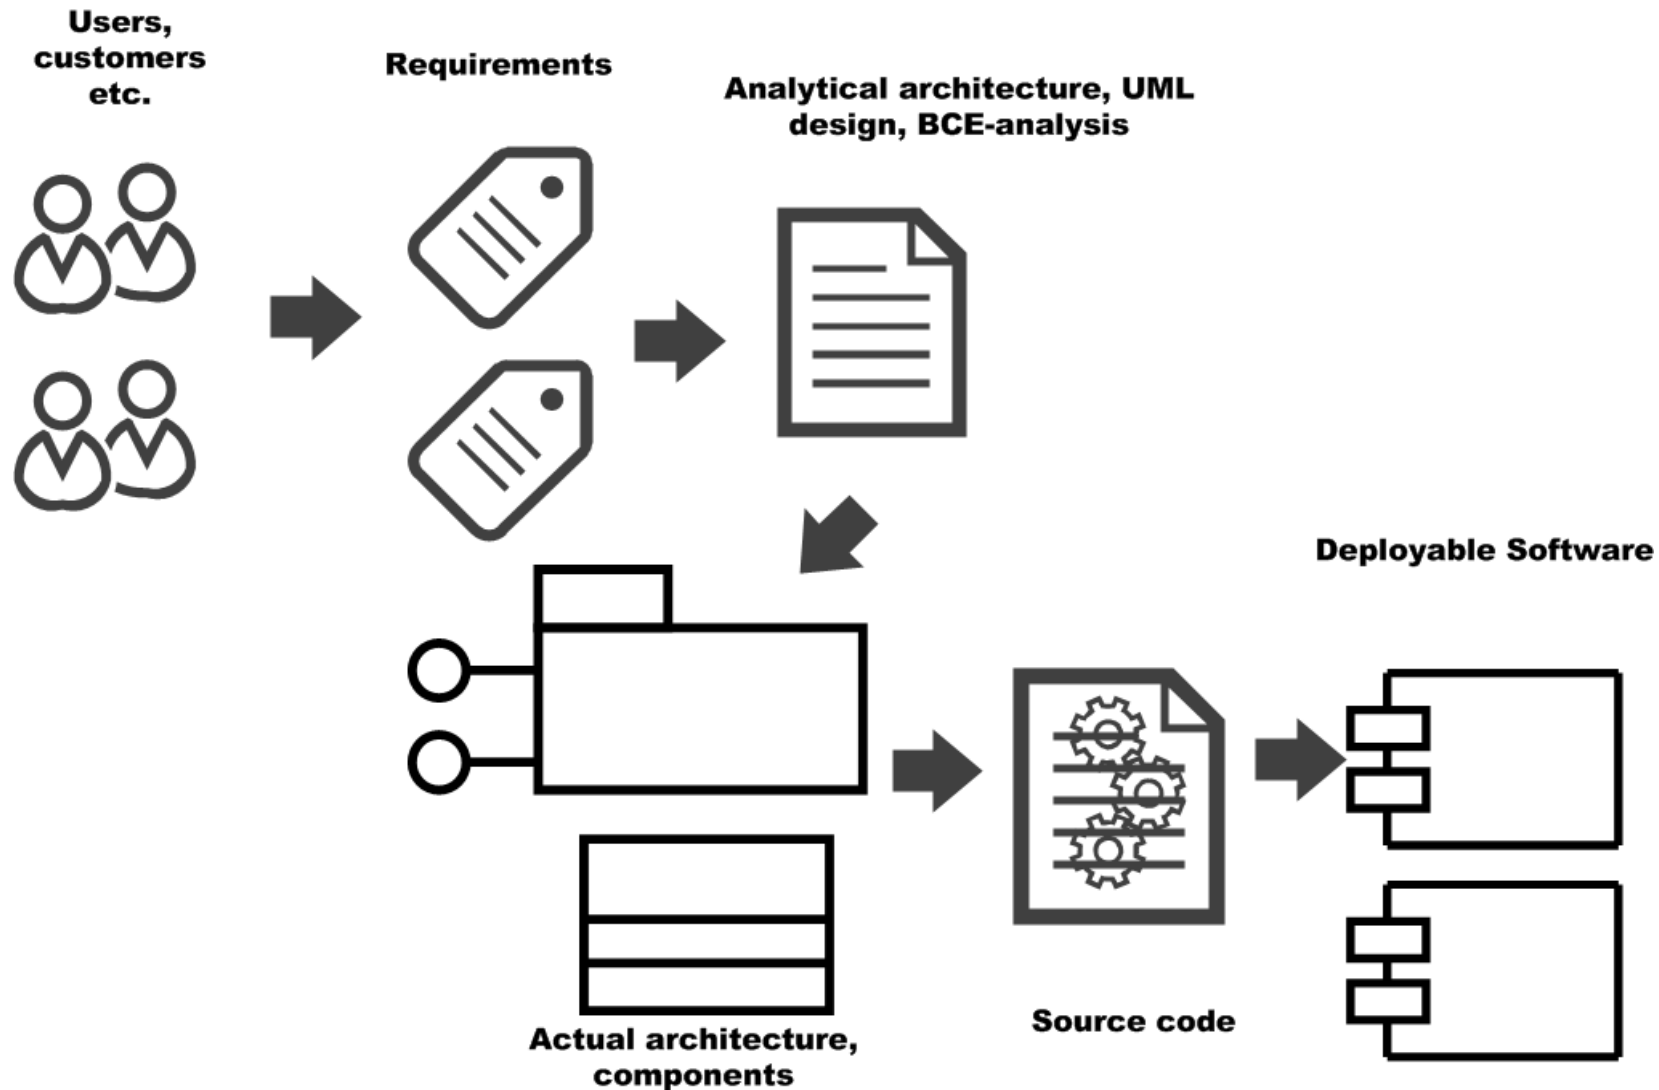 Users,
customers
etc.
Requirements
Analytical architecture, UML
design, BCE-analysis
Deployable Software
Source code
Actual architecture,
components